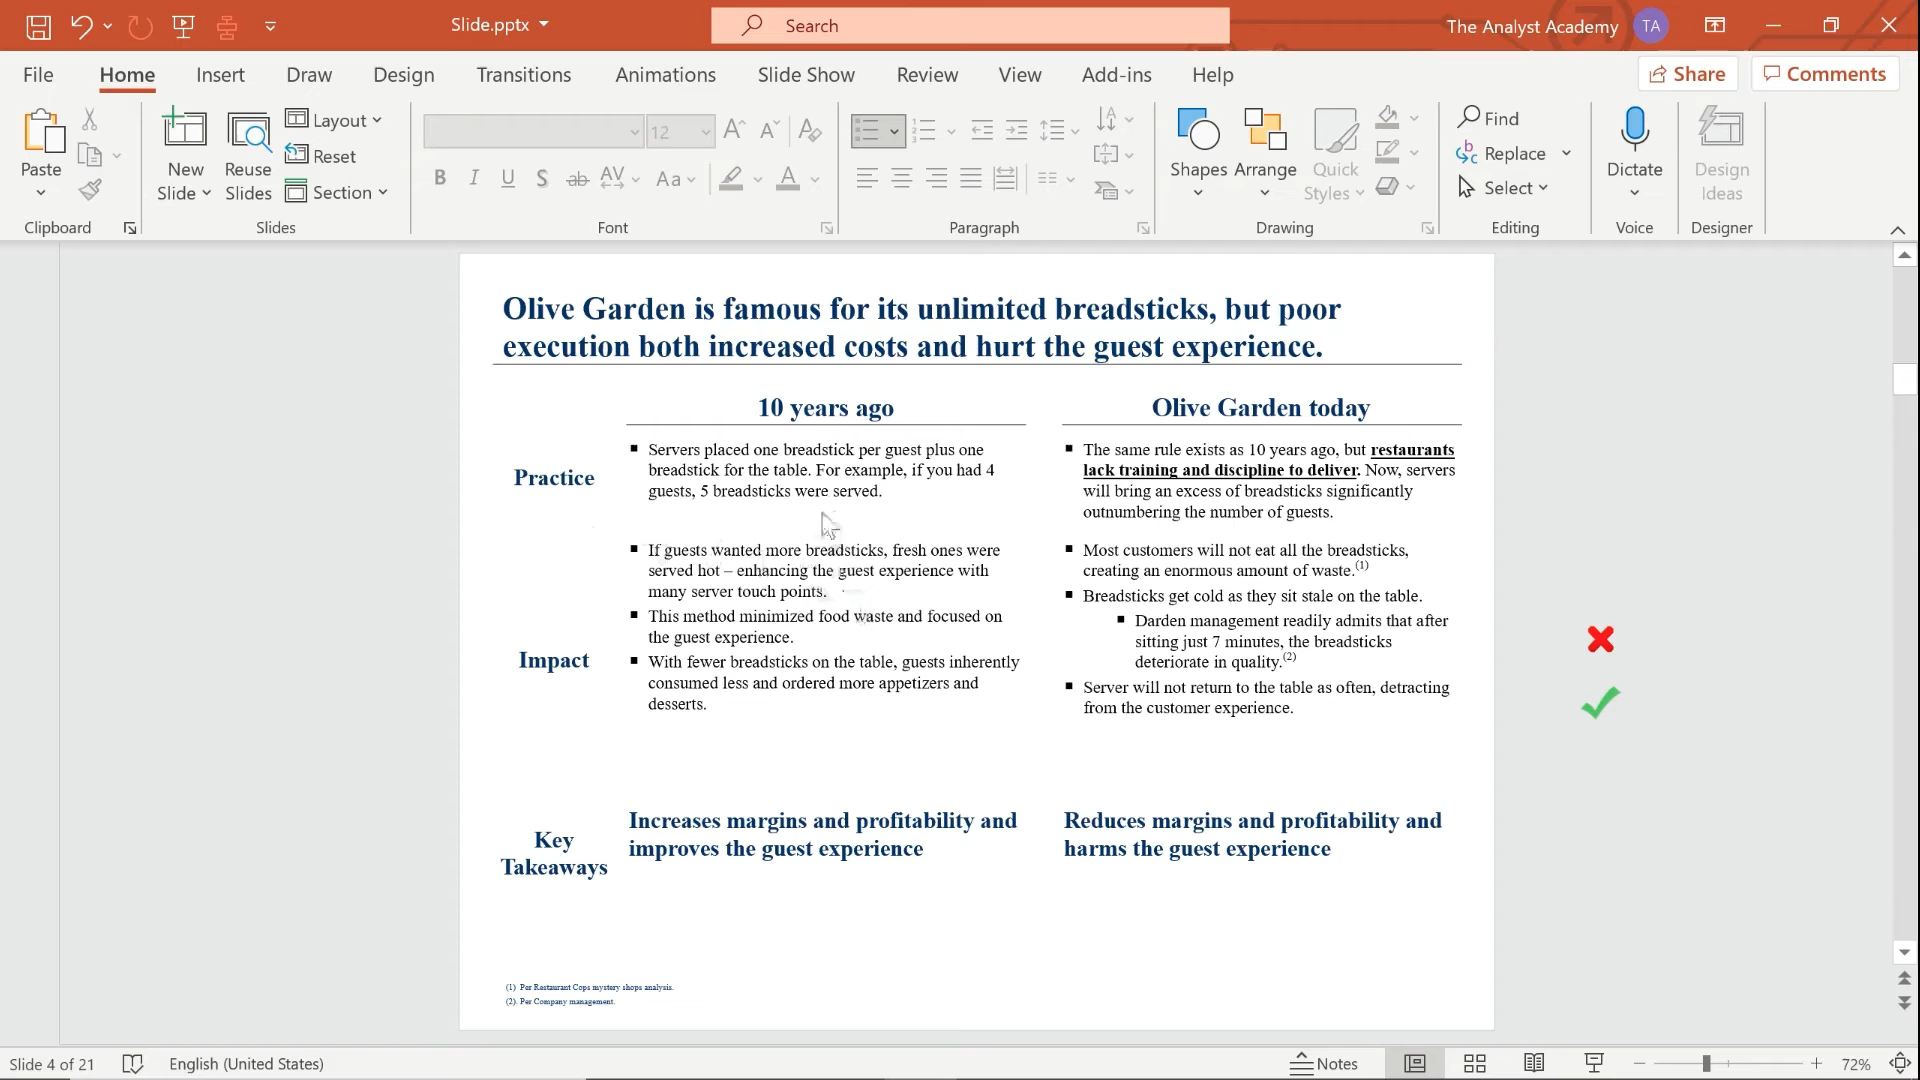 Slide.pptx
Search
The Analyst Academy
TA
File
Home
Insert
Draw
Design
Transitions
Animations
Slide Show
Review
View
Add-ins
Help
Share
Comments
Paste
New Slide
Reuse Slides
Layout
Reset
Section
12
B I U S ab AV Aa A
Shapes
Arrange
Quick Styles
Find
Replace
Select
Dictate
Design Ideas
Clipboard
Slides
Font
Paragraph
Drawing
Editing
Voice
Designer
Olive Garden is famous for its unlimited breadsticks, but poor
execution both increased costs and hurt the guest experience.
10 years ago
Olive Garden today
Practice
▪ Servers placed one breadstick per guest plus one
breadstick for the table. For example, if you had 4
guests, 5 breadsticks were served.
▪ The same rule exists as 10 years ago, but restaurants
lack training and discipline to deliver. Now, servers
will bring an excess of breadsticks significantly
outnumbering the number of guests.
Impact
▪ If guests wanted more breadsticks, fresh ones were
served hot – enhancing the guest experience with
many server touch points.
▪ This method minimized food waste and focused on
the guest experience.
▪ With fewer breadsticks on the table, guests inherently
consumed less and ordered more appetizers and
desserts.
▪ Most customers will not eat all the breadsticks,
creating an enormous amount of waste.(1)
▪ Breadsticks get cold as they sit stale on the table.
▪ Darden management readily admits that after
sitting just 7 minutes, the breadsticks
deteriorate in quality.(2)
▪ Server will not return to the table as often, detracting
from the customer experience.
Key
Takeaways
Increases margins and profitability and
improves the guest experience
Reduces margins and profitability and
harms the guest experience
(1) Per Restaurant Cops mystery shops analysis.
(2). Per Company management.
Slide 4 of 21
English (United States)
Notes
72%